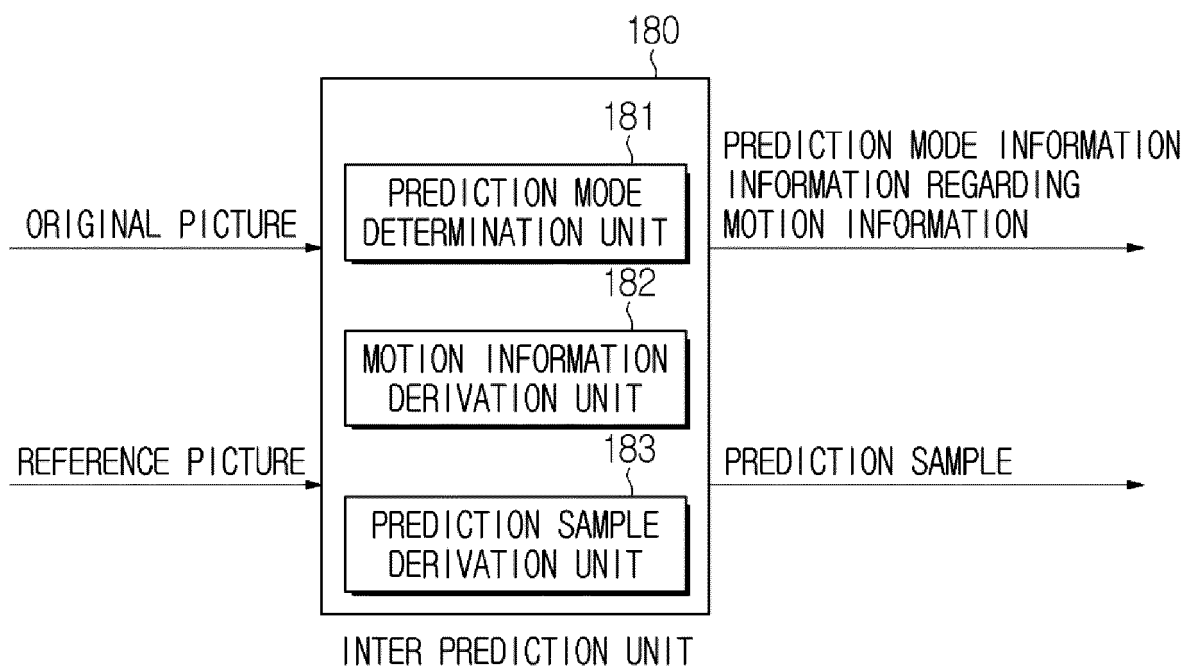 180
181
PREDICTION MODE
DETERMINATION UNIT
ORIGINAL PICTURE
PREDICTION MODE INFORMATION
INFORMATION REGARDING
MOTION INFORMATION
182
MOTION INFORMATION
DERIVATION UNIT
REFERENCE PICTURE
183
PREDICTION SAMPLE
PREDICTION SAMPLE
DERIVATION UNIT
INTER PREDICTION UNIT